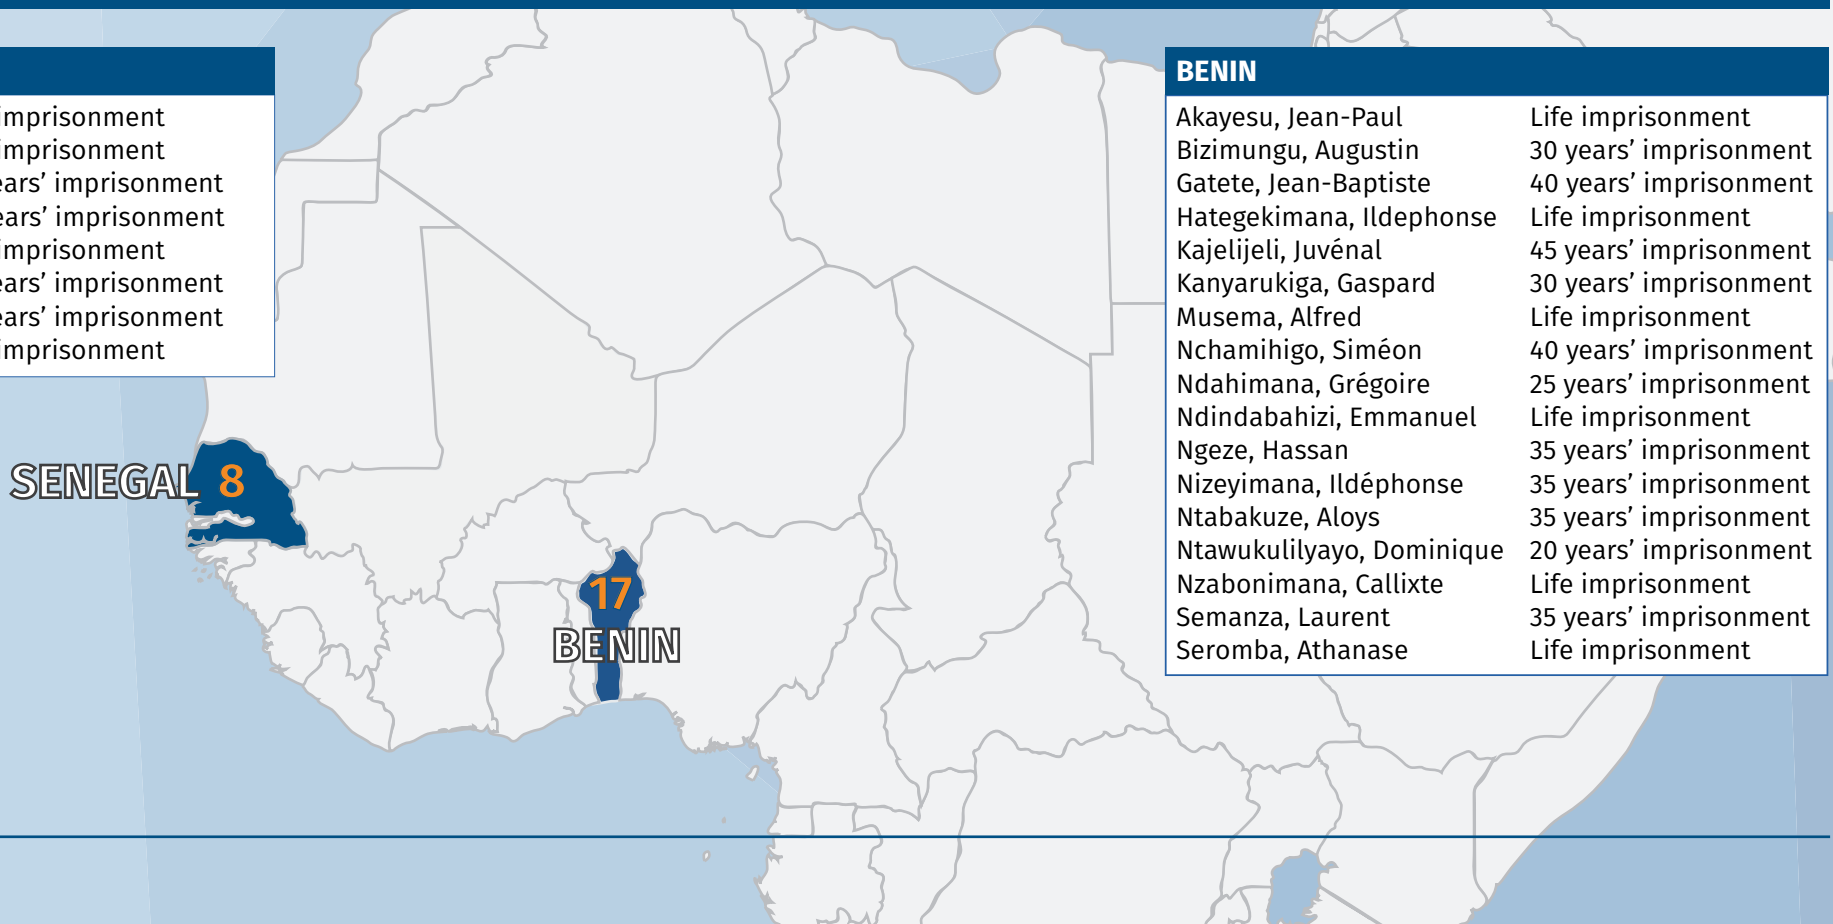 imprisonment
imprisonment
ears’ imprisonment
ears’ imprisonment
imprisonment
ears’ imprisonment
ears’ imprisonment
imprisonment
SENEGAL 8
17
BENIN
BENIN
Akayesu, Jean-Paul Life imprisonment
Bizimungu, Augustin 30 years’ imprisonment
Gatete, Jean-Baptiste 40 years’ imprisonment
Hategekimana, Ildephonse Life imprisonment
Kajelijeli, Juvénal 45 years’ imprisonment
Kanyarukiga, Gaspard 30 years’ imprisonment
Musema, Alfred Life imprisonment
Nchamihigo, Siméon 40 years’ imprisonment
Ndahimana, Grégoire 25 years’ imprisonment
Ndindabahizi, Emmanuel Life imprisonment
Ngeze, Hassan 35 years’ imprisonment
Nizeyimana, Ildéphonse 35 years’ imprisonment
Ntabakuze, Aloys 35 years’ imprisonment
Ntawukulilyayo, Dominique 20 years’ imprisonment
Nzabonimana, Callixte Life imprisonment
Semanza, Laurent 35 years’ imprisonment
Seromba, Athanase Life imprisonment